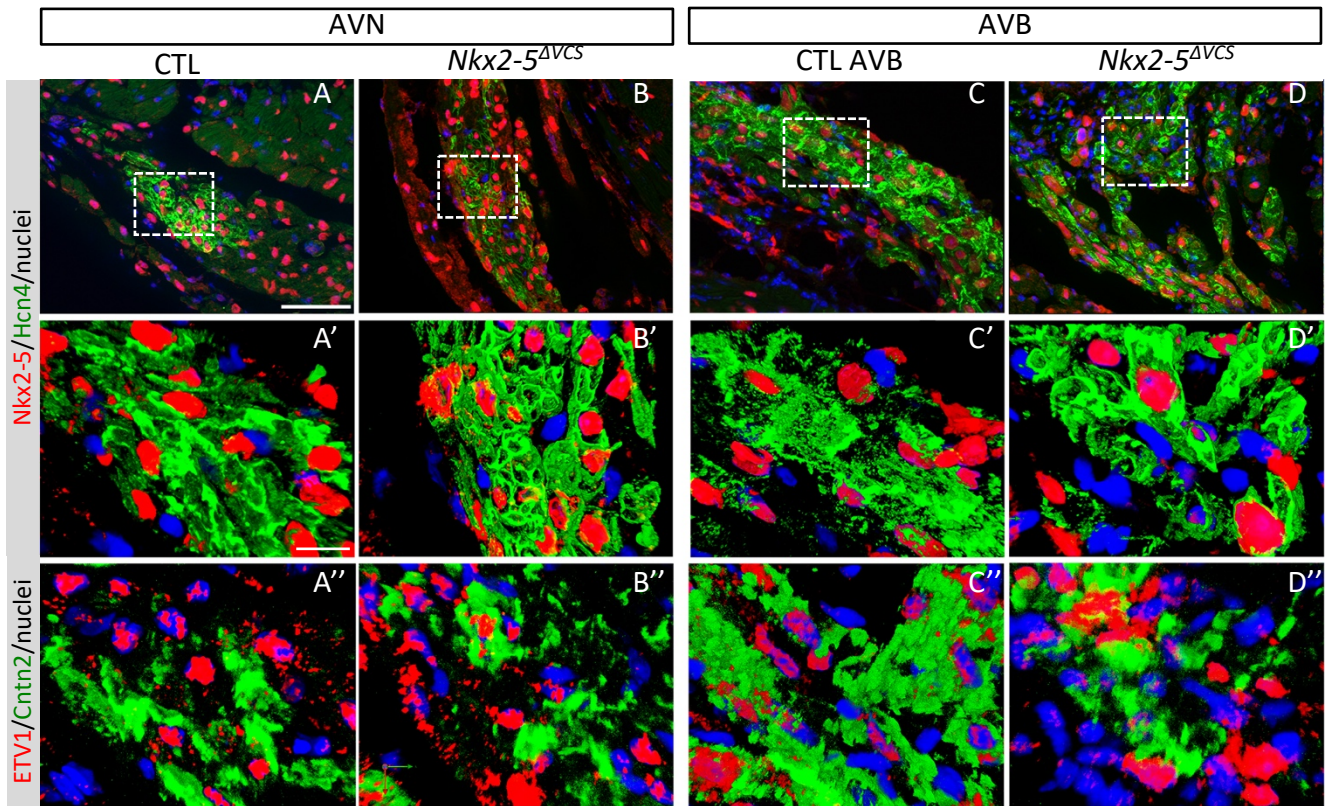 AVN
AVB
CTL
Nkx2-5ΔVCS
CTL AVB
Nkx2-5ΔVCS
Nkx2-5/Hcn4/nuclei
A
B
C
D
A'
B'
C'
D'
ETV1/Cntn2/nuclei
A''
B''
C''
D''